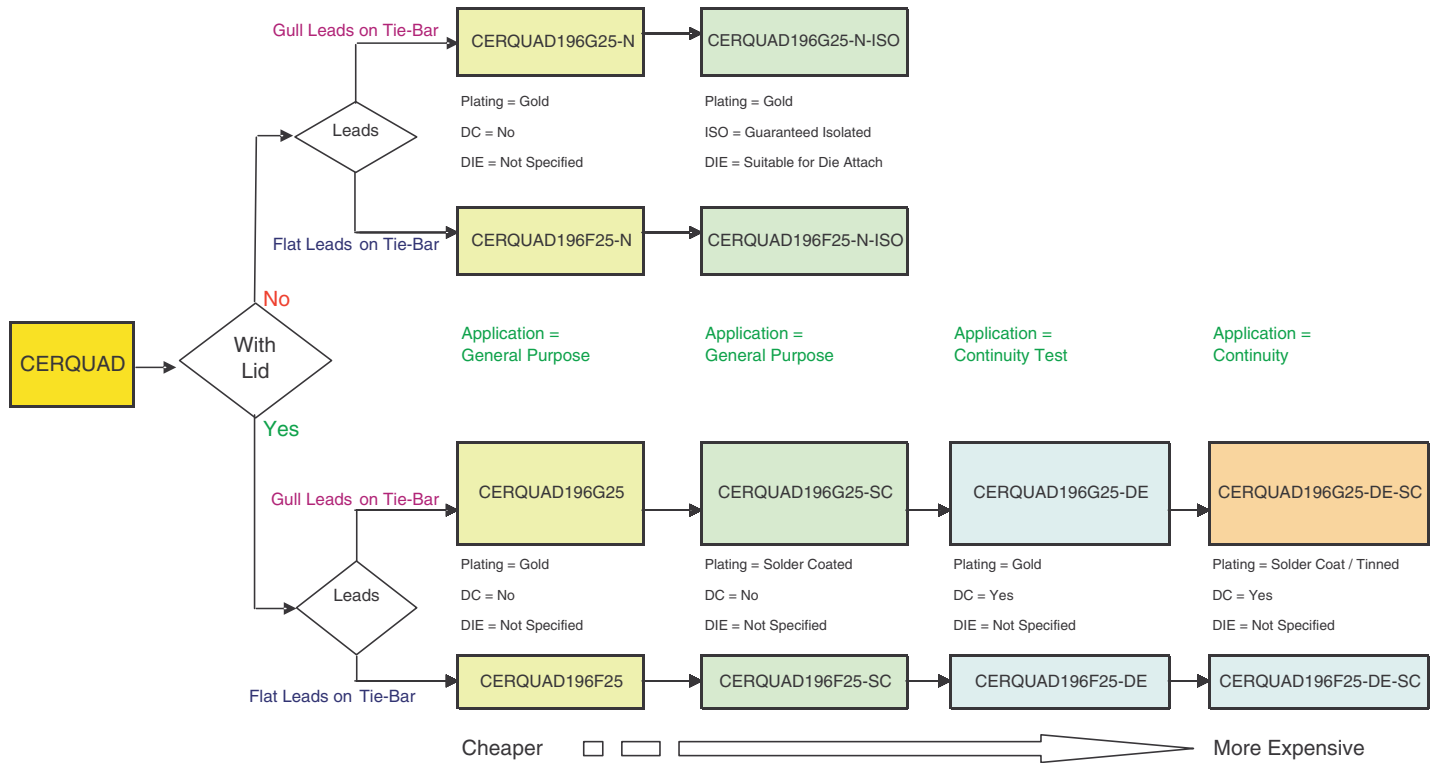 Gull Leads on Tie-Bar
CERQUAD196G25-N
CERQUAD196G25-N-ISO
Plating = Gold
DC = No
DIE = Not Specified
Plating = Gold
ISO = Guaranteed Isolated
DIE = Suitable for Die Attach
Leads
Flat Leads on Tie-Bar
CERQUAD196F25-N
CERQUAD196F25-N-ISO
No
CERQUAD
With
Lid
Yes
Application =
General Purpose
Application =
General Purpose
Application =
Continuity Test
Application =
Continuity
Gull Leads on Tie-Bar
CERQUAD196G25
CERQUAD196G25-SC
CERQUAD196G25-DE
CERQUAD196G25-DE-SC
Leads
Plating = Gold
DC = No
DIE = Not Specified
Plating = Solder Coated
DC = No
DIE = Not Specified
Plating = Gold
DC = Yes
DIE = Not Specified
Plating = Solder Coat / Tinned
DC = Yes
DIE = Not Specified
Flat Leads on Tie-Bar
CERQUAD196F25
CERQUAD196F25-SC
CERQUAD196F25-DE
CERQUAD196F25-DE-SC
Cheaper
More Expensive